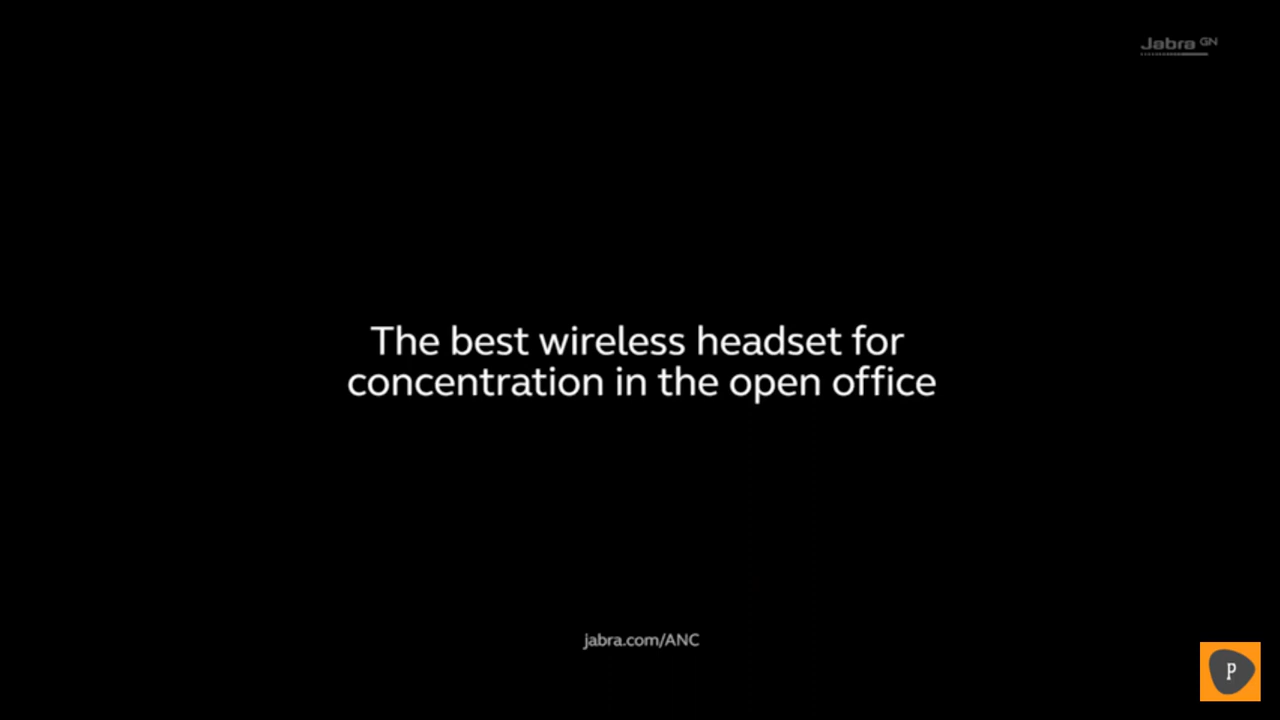 Jabra GN
The best wireless headset for
concentration in the open office
jabra.com/ANC
P